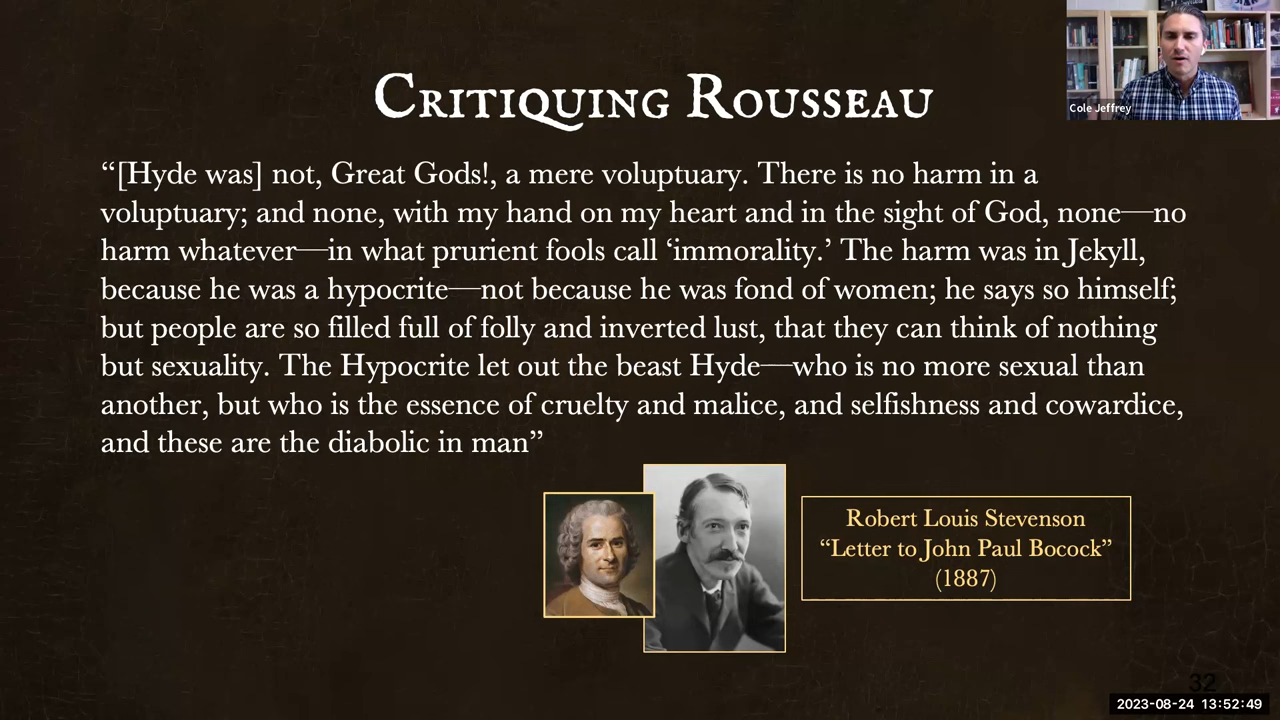 CRITIQUING ROUSSEAU
Cole Jeffrey
“[Hyde was] not, Great Gods!, a mere voluptuary. There is no harm in a
voluptuary; and none, with my hand on my heart and in the sight of God, none—no
harm whatever—in what prurient fools call ‘immorality.’ The harm was in Jekyll,
because he was a hypocrite—not because he was fond of women; he says so himself;
but people are so filled full of folly and inverted lust, that they can think of nothing
but sexuality. The Hypocrite let out the beast Hyde—who is no more sexual than
another, but who is the essence of cruelty and malice, and selfishness and cowardice,
and these are the diabolic in man”
Robert Louis Stevenson
“Letter to John Paul Bocock”
(1887)
32
2023-08-24 13:52:49